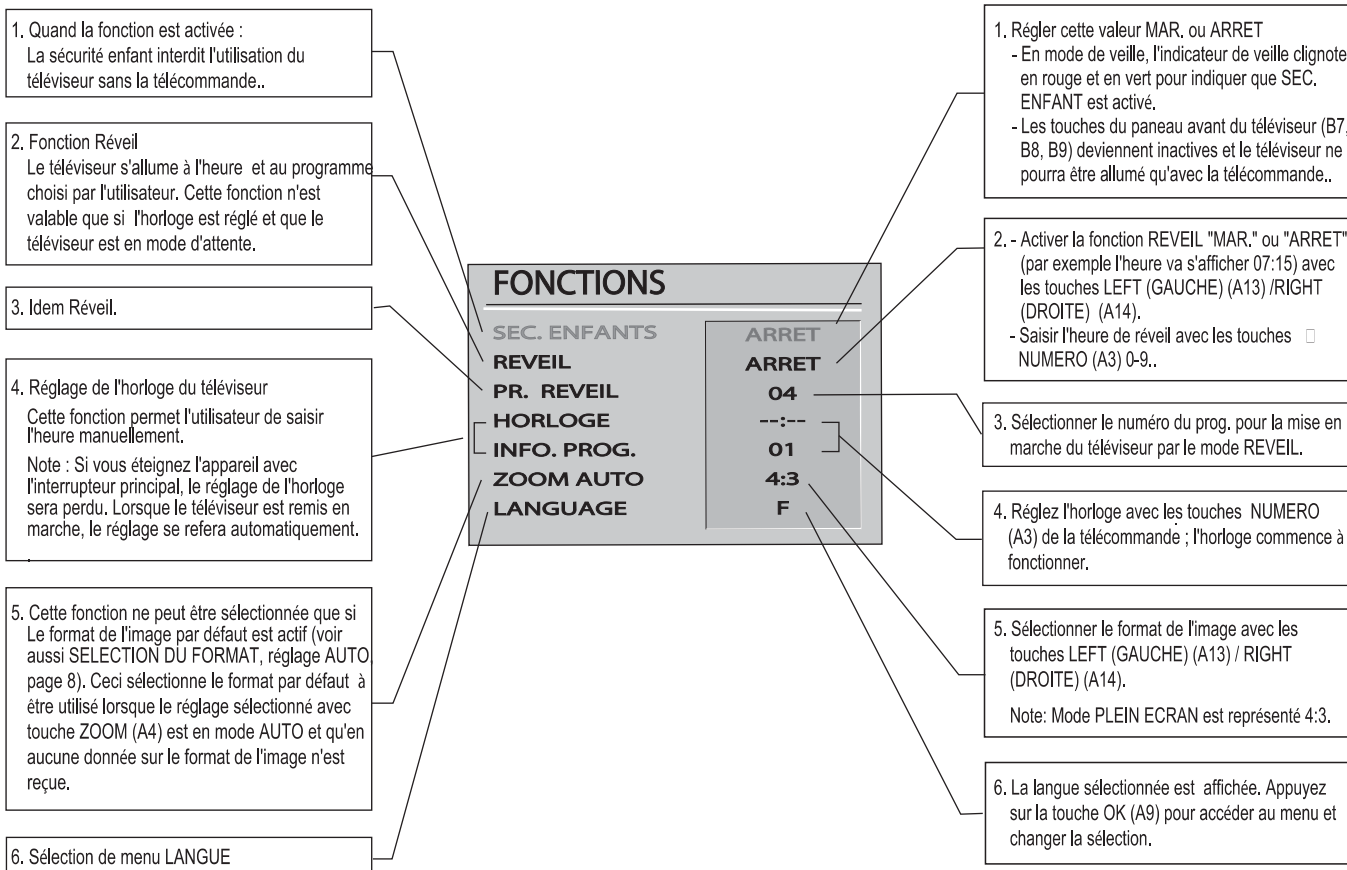 1. Quand la fonction est activée :
La sécurité enfant interdit l'utilisation du
téléviseur sans la télécommande..
2. Fonction Réveil
Le téléviseur s'allume à l'heure et au programme
choisi par l'utilisateur. Cette fonction n'est
valable que si l'horloge est réglé et que le
téléviseur est en mode d'attente.
3. Idem Réveil.
4. Réglage de l'horloge du téléviseur
Cette fonction permet l'utilisateur de saisir
l'heure manuellement.
Note : Si vous éteignez l'appareil avec
l'interrupteur principal, le réglage de l'horloge
sera perdu. Lorsque le téléviseur est remis en
marche, le réglage se refera automatiquement.
.
5. Cette fonction ne peut être sélectionnée que si
Le format de l'image par défaut est actif (voir
aussi SELECTION DU FORMAT, réglage AUTO,
page 8). Ceci sélectionne le format par défaut à
être utilisé lorsque le réglage sélectionné avec
touche ZOOM (A4) est en mode AUTO et qu'en
aucune donnée sur le format de l'image n'est
reçue.
6. Sélection de menu LANGUE
FONCTIONS
SEC. ENFANTS ARRET
REVEIL ARRET
PR. REVEIL 04
HORLOGE --:--
INFO. PROG. 01
ZOOM AUTO 4:3
LANGUAGE F
1. Régler cette valeur MAR. ou ARRET
- En mode de veille, l'indicateur de veille clignote
en rouge et en vert pour indiquer que SEC.
ENFANT est activé.
- Les touches du paneau avant du téléviseur (B7,
B8, B9) deviennent inactives et le téléviseur ne
pourra être allumé qu'avec la télécommande..
2. - Activer la fonction REVEIL "MAR." ou "ARRET"
(par exemple l'heure va s'afficher 07:15) avec
les touches LEFT (GAUCHE) (A13) /RIGHT
(DROITE) (A14).
- Saisir l'heure de réveil avec les touches □
NUMERO (A3) 0-9..
3. Sélectionner le numéro du prog. pour la mise en
marche du téléviseur par le mode REVEIL.
4. Réglez l'horloge avec les touches NUMERO
(A3) de la télécommande ; l'horloge commence à
fonctionner.
5. Sélectionner le format de l'image avec les
touches LEFT (GAUCHE) (A13) / RIGHT
(DROITE) (A14).
Note: Mode PLEIN ECRAN est représenté 4:3.
6. La langue sélectionnée est affichée. Appuyez
sur la touche OK (A9) pour accéder au menu et
changer la sélection.